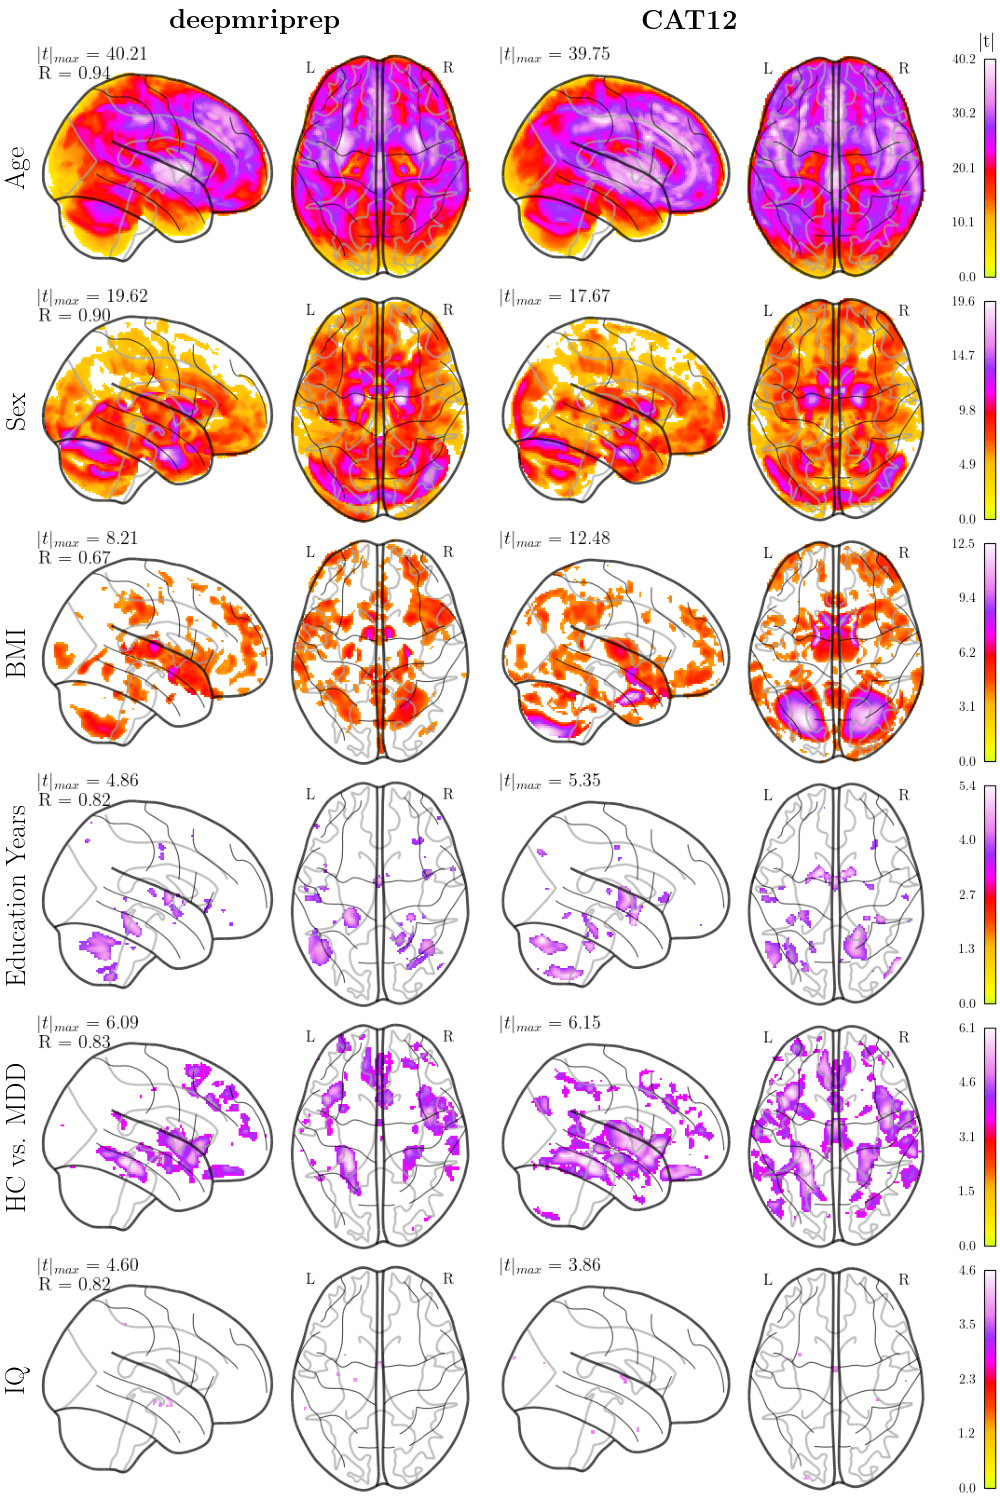 deepmriprep CAT12
|t|
Age
|t|max = 40.21
R = 0.94
L R
|t|max = 39.75
L R
40.2
30.2
20.1
10.1
0.0
Sex
|t|max = 19.62
R = 0.90
L R
|t|max = 17.67
L R
19.6
14.7
9.8
4.9
0.0
BMI
|t|max = 8.21
R = 0.67
L R
|t|max = 12.48
L R
12.5
9.4
6.2
3.1
0.0
Education Years
|t|max = 4.86
R = 0.82
L R
|t|max = 5.35
L R
5.4
4.0
2.7
1.3
0.0
HC vs. MDD
|t|max = 6.09
R = 0.83
L R
|t|max = 6.15
L R
6.1
4.6
3.1
1.5
0.0
IQ
|t|max = 4.60
R = 0.82
L R
|t|max = 3.86
L R
4.6
3.5
2.3
1.2
0.0